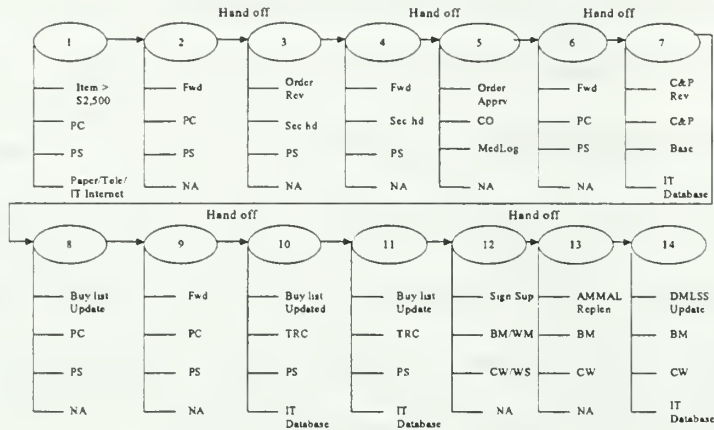 Hand off Hand off Hand off
1 2 3 4 5 6 7
Item > Fwd Order Fwd Order Fwd C&P
$2,500 Rev Apprv Rev
PC PC Sec hd Sec hd CO PC C&P
PS PS PS PS MedLog PS Base
Paper/Tele/ NA NA NA NA NA IT
IT Internet Database
Hand off Hand off
8 9 10 11 12 13 14
Buy list Fwd Buy list Buy list Sign Sup AMMAL DMLSS
Update Updated Update Replen Update
PC PC TRC TRC BM/WM BM BM
PS PS PS PS CW/WS CW CW
NA NA IT IT NA NA IT
Database Database Database